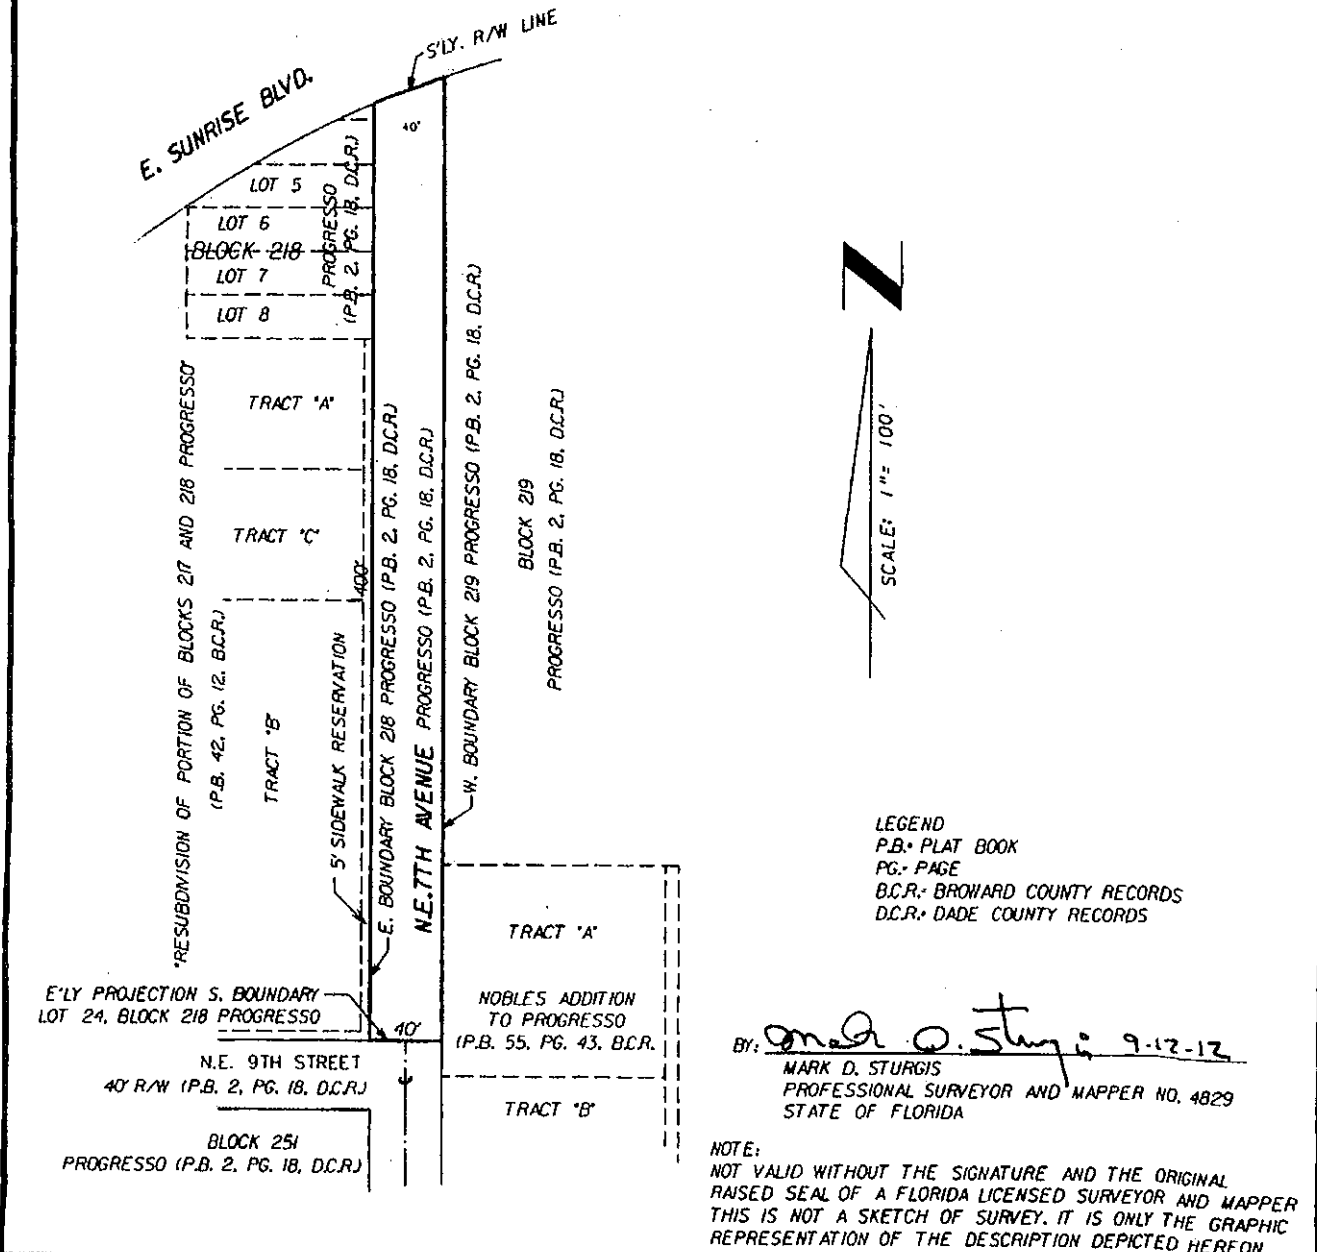 S'LY. R/W LINE
E. SUNRISE BLVD.
40'
LOT 5
LOT 6
BLOCK 218
LOT 7
LOT 8
PROGRESSO
(P.B. 2, PG. 18, D.C.R.)
TRACT "A"
TRACT "C"
400'
TRACT "B"
"RESUBDIVISION OF PORTION OF BLOCKS 217 AND 218 PROGRESSO"
(P.B. 42, PG. 12, B.C.R.)
5' SIDEWALK RESERVATION
E. BOUNDARY BLOCK 218 PROGRESSO (P.B. 2, PG. 18, D.C.R.)
N.E.7TH AVENUE PROGRESSO (P.B. 2, PG. 18, D.C.R.)
W. BOUNDARY BLOCK 219 PROGRESSO (P.B. 2, PG. 18, D.C.R.)
BLOCK 219
PROGRESSO (P.B. 2, PG. 18, D.C.R.)
N
SCALE: 1"= 100'
LEGEND
P.B.= PLAT BOOK
PG.= PAGE
B.C.R.= BROWARD COUNTY RECORDS
D.C.R.= DADE COUNTY RECORDS
TRACT "A"
NOBLES ADDITION
TO PROGRESSO
(P.B. 55, PG. 43, B.C.R.
TRACT "B"
E'LY PROJECTION S. BOUNDARY
LOT 24, BLOCK 218 PROGRESSO
40'
N.E. 9TH STREET
40' R/W (P.B. 2, PG. 18, D.C.R.)
BLOCK 251
PROGRESSO (P.B. 2, PG. 18, D.C.R.)
BY: Mark D. Sturgis 9-12-12
MARK D. STURGIS
PROFESSIONAL SURVEYOR AND MAPPER NO. 4829
STATE OF FLORIDA
NOTE:
NOT VALID WITHOUT THE SIGNATURE AND THE ORIGINAL
RAISED SEAL OF A FLORIDA LICENSED SURVEYOR AND MAPPER
THIS IS NOT A SKETCH OF SURVEY. IT IS ONLY THE GRAPHIC
REPRESENTATION OF THE DESCRIPTION DEPICTED HEREON